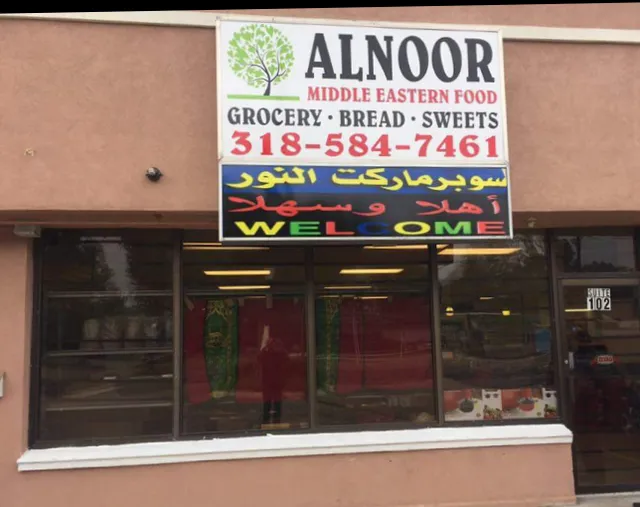 ALNOOR
MIDDLE EASTERN FOOD
GROCERY · BREAD · SWEETS
318-584-7461
سوبرماركت النور
أهلا وسهلا
WELCOME
SUITE
102